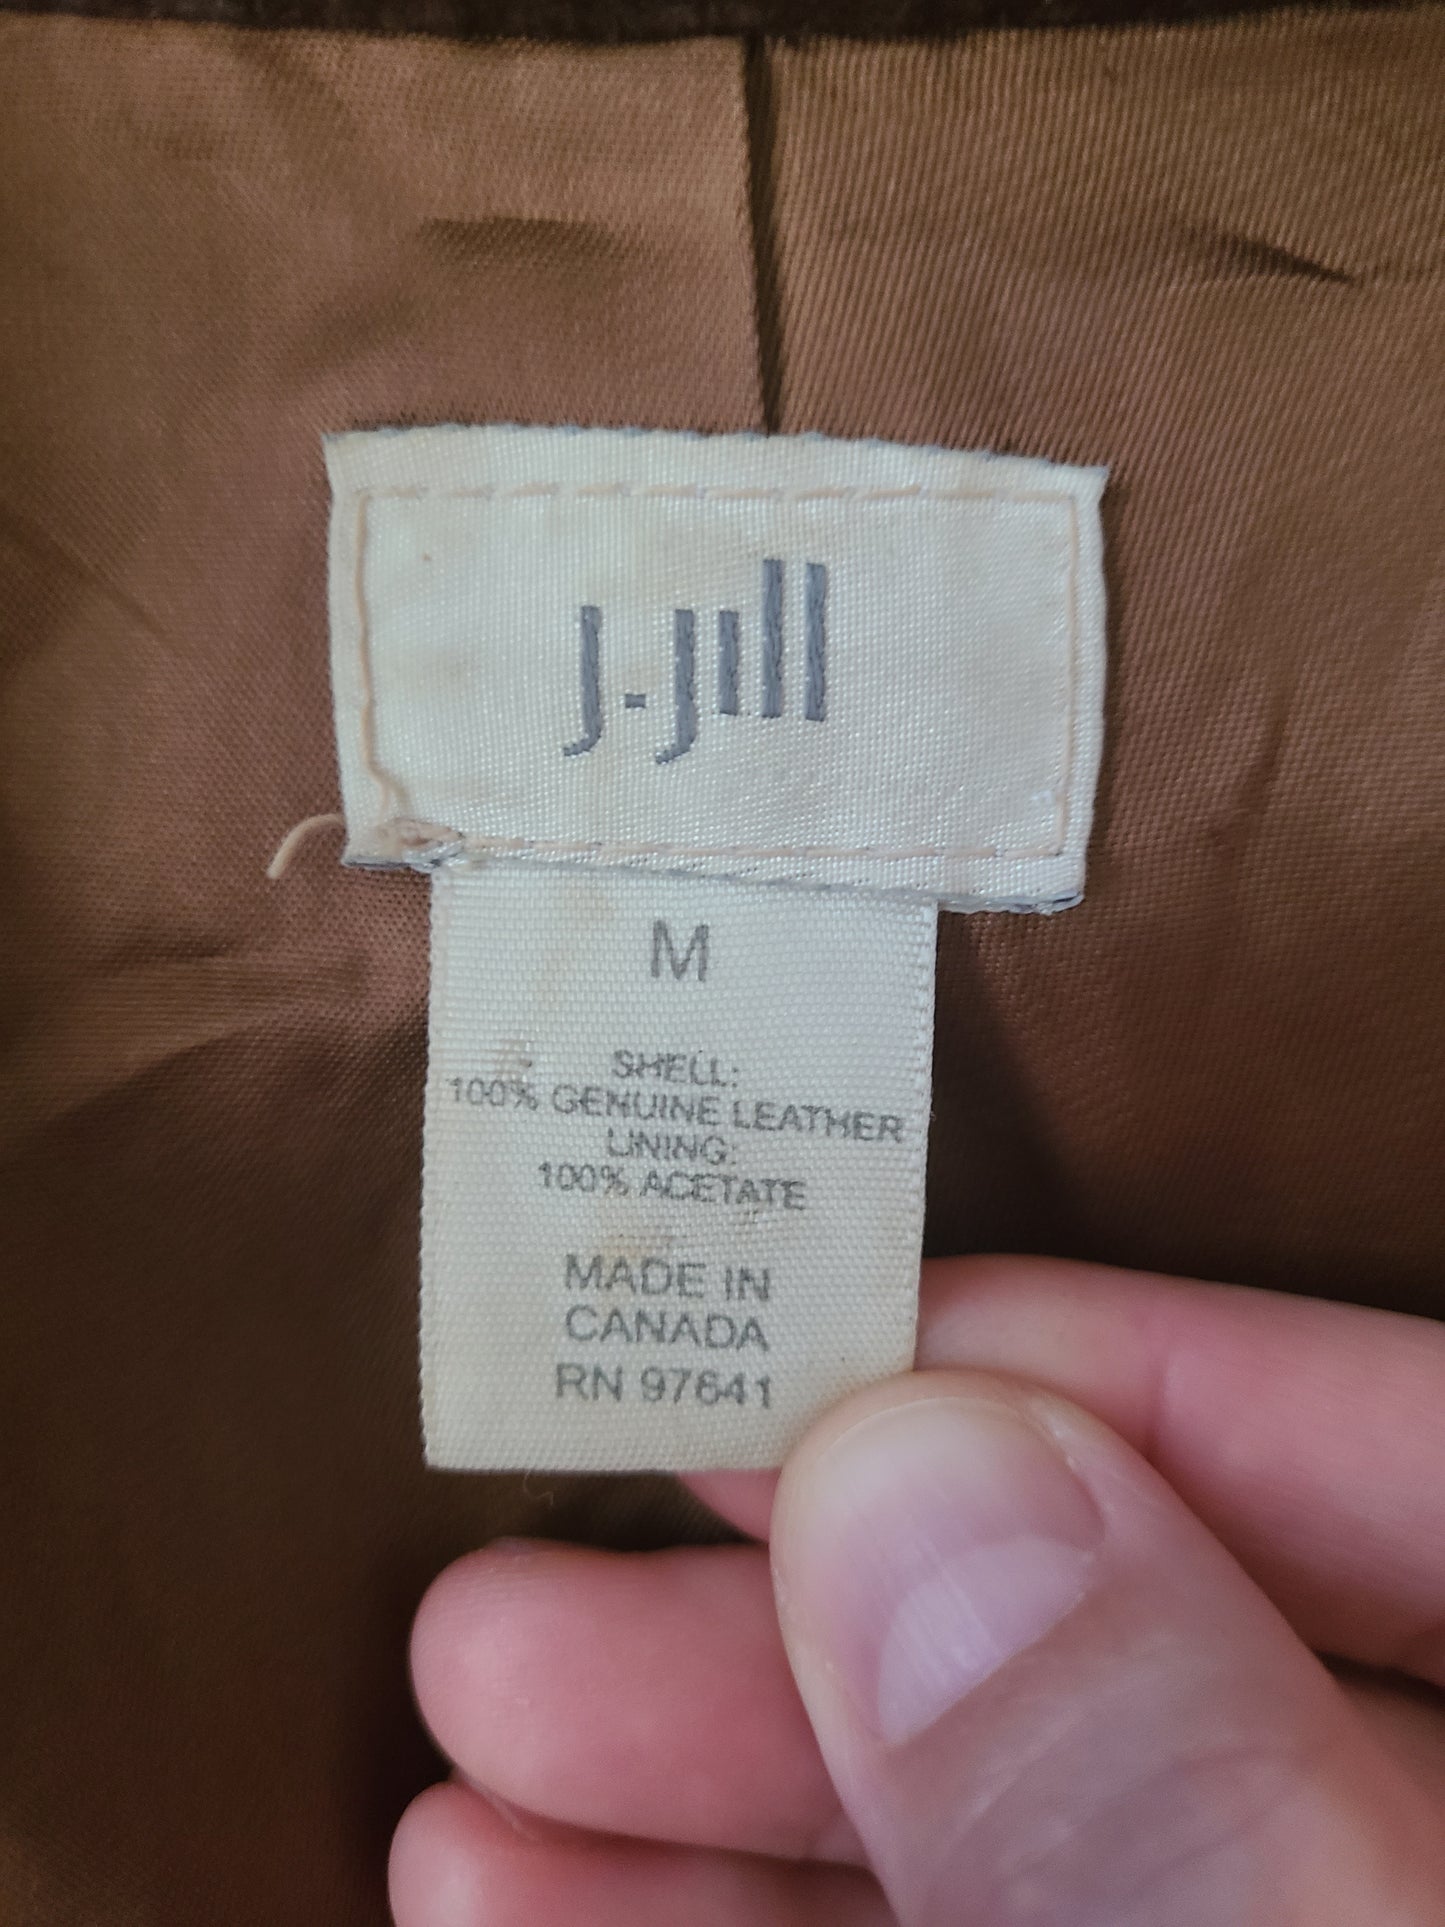 J.Jill
M
SHELL:
100% GENUINE LEATHER
LINING:
100% ACETATE
MADE IN
CANADA
RN 97641